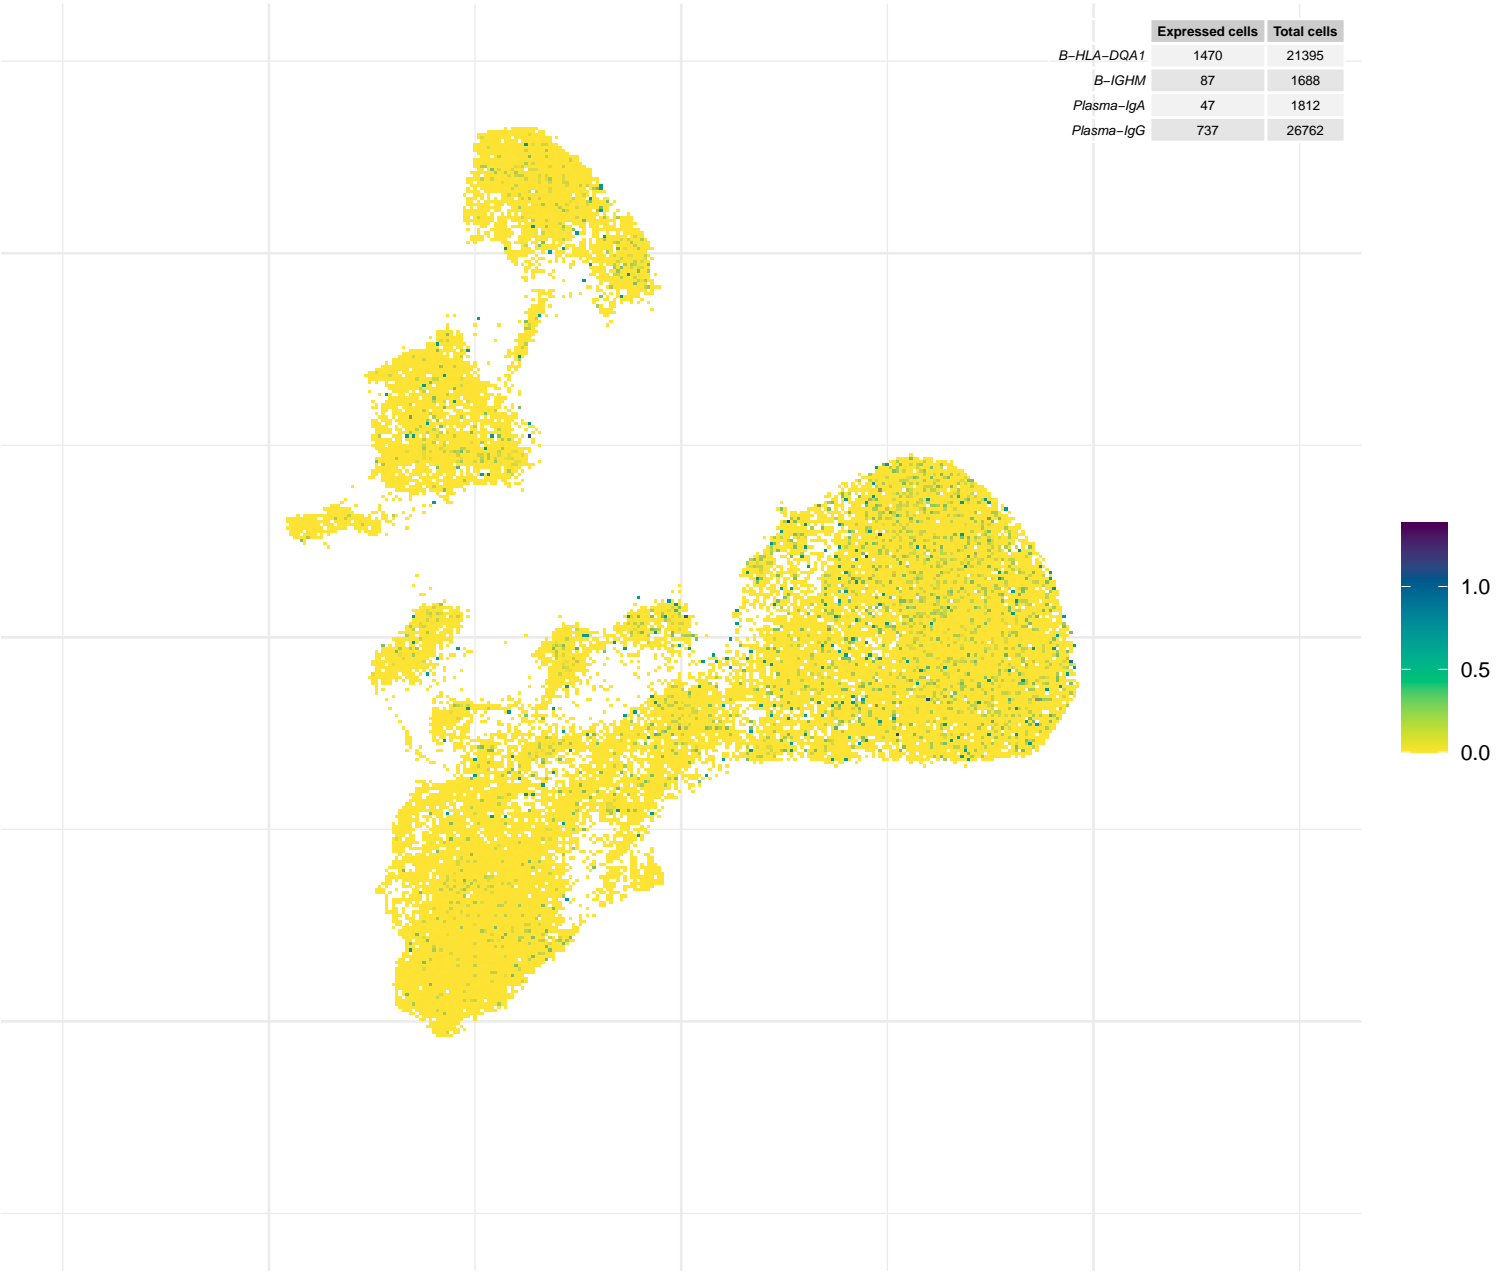 Expressed cells Total cells
B−HLA−DQA1 1470 21395
B−IGHM 87 1688
Plasma−IgA 47 1812
Plasma−IgG 737 26762
1.0
0.5
0.0